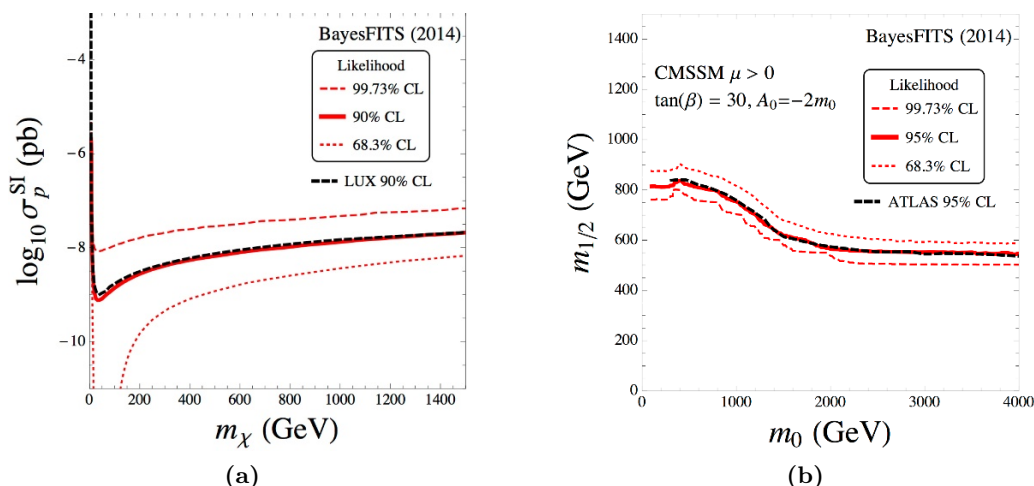 BayesFITS (2014)
Likelihood
99.73% CL
90% CL
68.3% CL
LUX 90% CL
log₁₀ σₚˢᴵ (pb)
−4
−6
−8
−10
0
200
400
600
800
1000
1200
1400
mχ (GeV)
(a)
BayesFITS (2014)
CMSSM μ > 0
tan(β) = 30, A₀=−2m₀
Likelihood
99.73% CL
95% CL
68.3% CL
ATLAS 95% CL
m₁/₂ (GeV)
1400
1200
1000
800
600
400
200
0
0
1000
2000
3000
4000
m₀ (GeV)
(b)